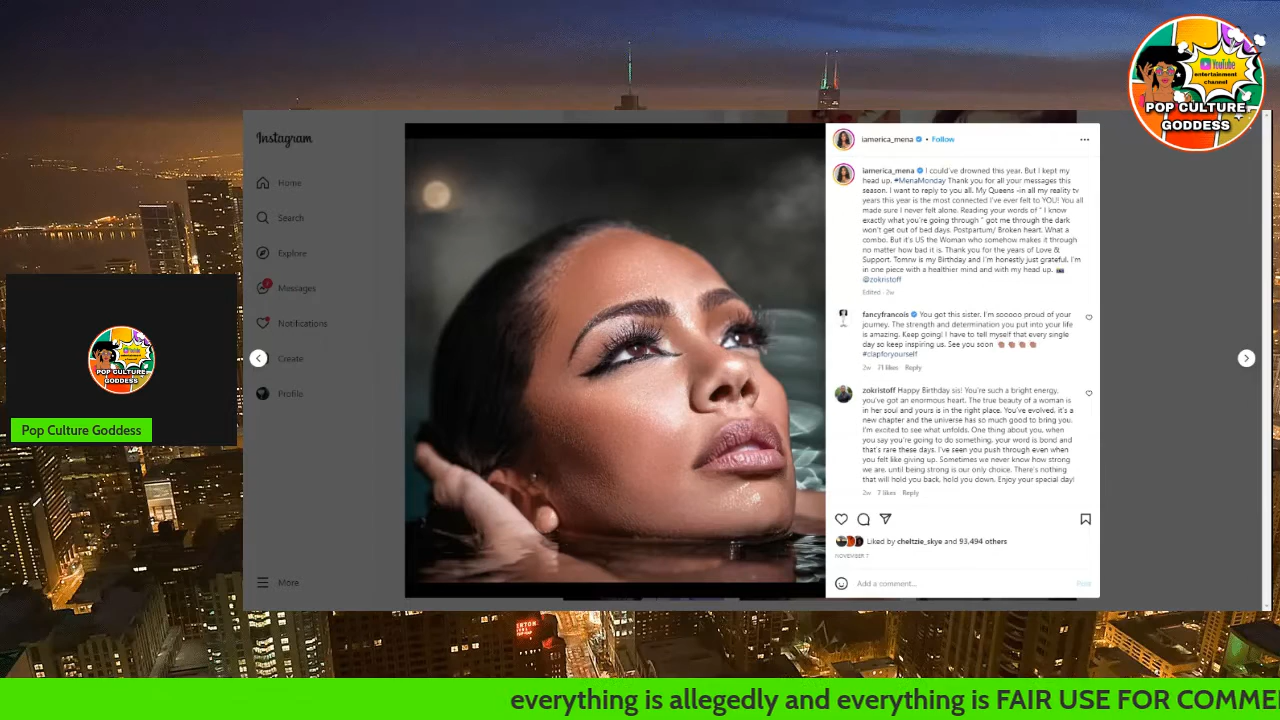 YouTube
entertainment
channel
POP CULTURE
GODDESS
Instagram
Home
Search
Explore
Messages
Notifications
Create
Profile
More
POP CULTURE
GODDESS
Pop Culture Goddess
iamerica_mena • Follow
iamerica_mena I could've drowned this year. But I kept my
head up. #MenaMonday Thank you for all your messages this
season. I want to reply to you all. My Queens -in all my reality tv
years this year is the most connected I've ever felt to YOU! You all
made sure I never felt alone. Reading your words of " I know
exactly what you're going through " got me through the dark
won't get out of bed days. Postpartum/ Broken heart. What a
combo. But it's US the Woman who somehow makes it through
no matter how bad it is. Thank you for the years of Love &
Support. Tomrw is my Birthday and I'm honestly just grateful. I'm
in one piece with a healthier mind and with my head up. 📷
@zokristoff
Edited · 2w
fancyfrancois You got this sister. I'm sooooo proud of your
journey. The strength and determination you put into your life
is amazing. Keep going! I have to tell myself that every single
day so keep inspiring us. See you soon 👏🏽👏🏽👏🏽👏🏽
#clapforyourself
2w 71 likes Reply
zokristoff Happy Birthday sis! You're such a bright energy,
you've got an enormous heart. The true beauty of a woman is
in her soul and yours is in the right place. You've evolved, it's a
new chapter and the universe has so much good to bring you.
I'm excited to see what unfolds. One thing about you, when
you say you're going to do something, your word is bond and
that's rare these days. I've seen you push through even when
you felt like giving up. Sometimes we never know how strong
we are, until being strong is our only choice. There's nothing
that will hold you back, hold you down. Enjoy your special day!
2w 7 likes Reply
Liked by cheltzie_skye and 93,494 others
NOVEMBER 7
Add a comment...
Post
everything is allegedly and everything is FAIR USE FOR COMME